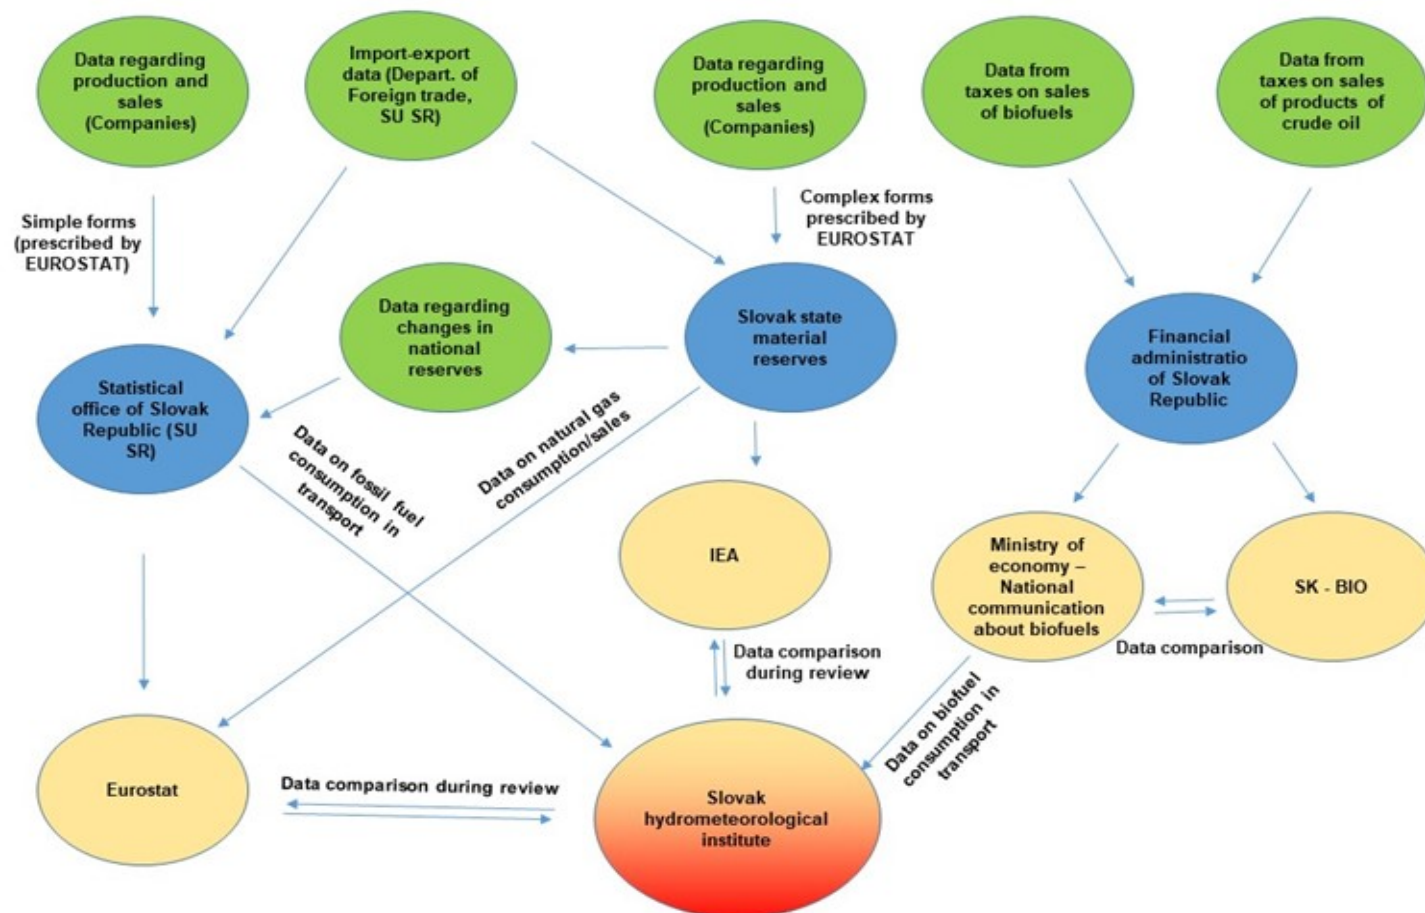 Data regarding
production and
sales
(Companies)
Import-export
data (Depart. of
Foreign trade,
SU SR)
Data regarding
production and
sales
(Companies)
Data from
taxes on sales
of biofuels
Data from
taxes on sales
of products of
crude oil
Simple forms
(prescribed by
EUROSTAT)
Complex forms
prescribed by
EUROSTAT
Data regarding
changes in
national
reserves
Slovak state
material
reserves
Financial
administratio
of Slovak
Republic
Statistical
office of Slovak
Republic (SU
SR)
Data on fossil fuel
consumption in
transport
Data on natural gas
consumption/sales
IEA
Ministry of
economy –
National
communication
about biofuels
SK - BIO
Data comparison
Data comparison
during review
Data on biofuel
consumption in
transport
Eurostat
Data comparison during review
Slovak
hydrometeorological
institute